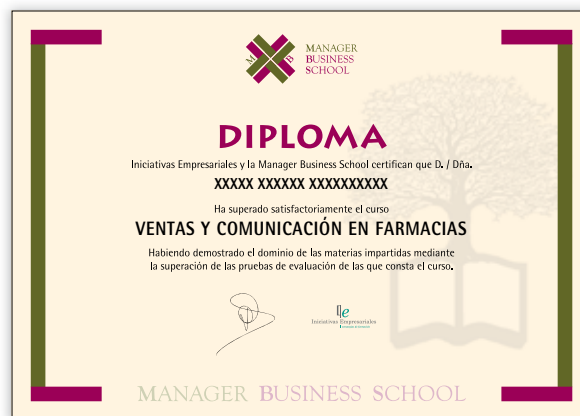 M B
MANAGER
BUSINESS
SCHOOL
DIPLOMA
Iniciativas Empresariales y la Manager Business School certifican que D. / Dña.
XXXXX XXXXXX XXXXXXXXXX
Ha superado satisfactoriamente el curso
VENTAS Y COMUNICACIÓN EN FARMACIAS
Habiendo demostrado el dominio de las materias impartidas mediante
la superación de las pruebas de evaluación de las que consta el curso.
Ie
Iniciativas Empresariales
MANAGER BUSINESS SCHOOL